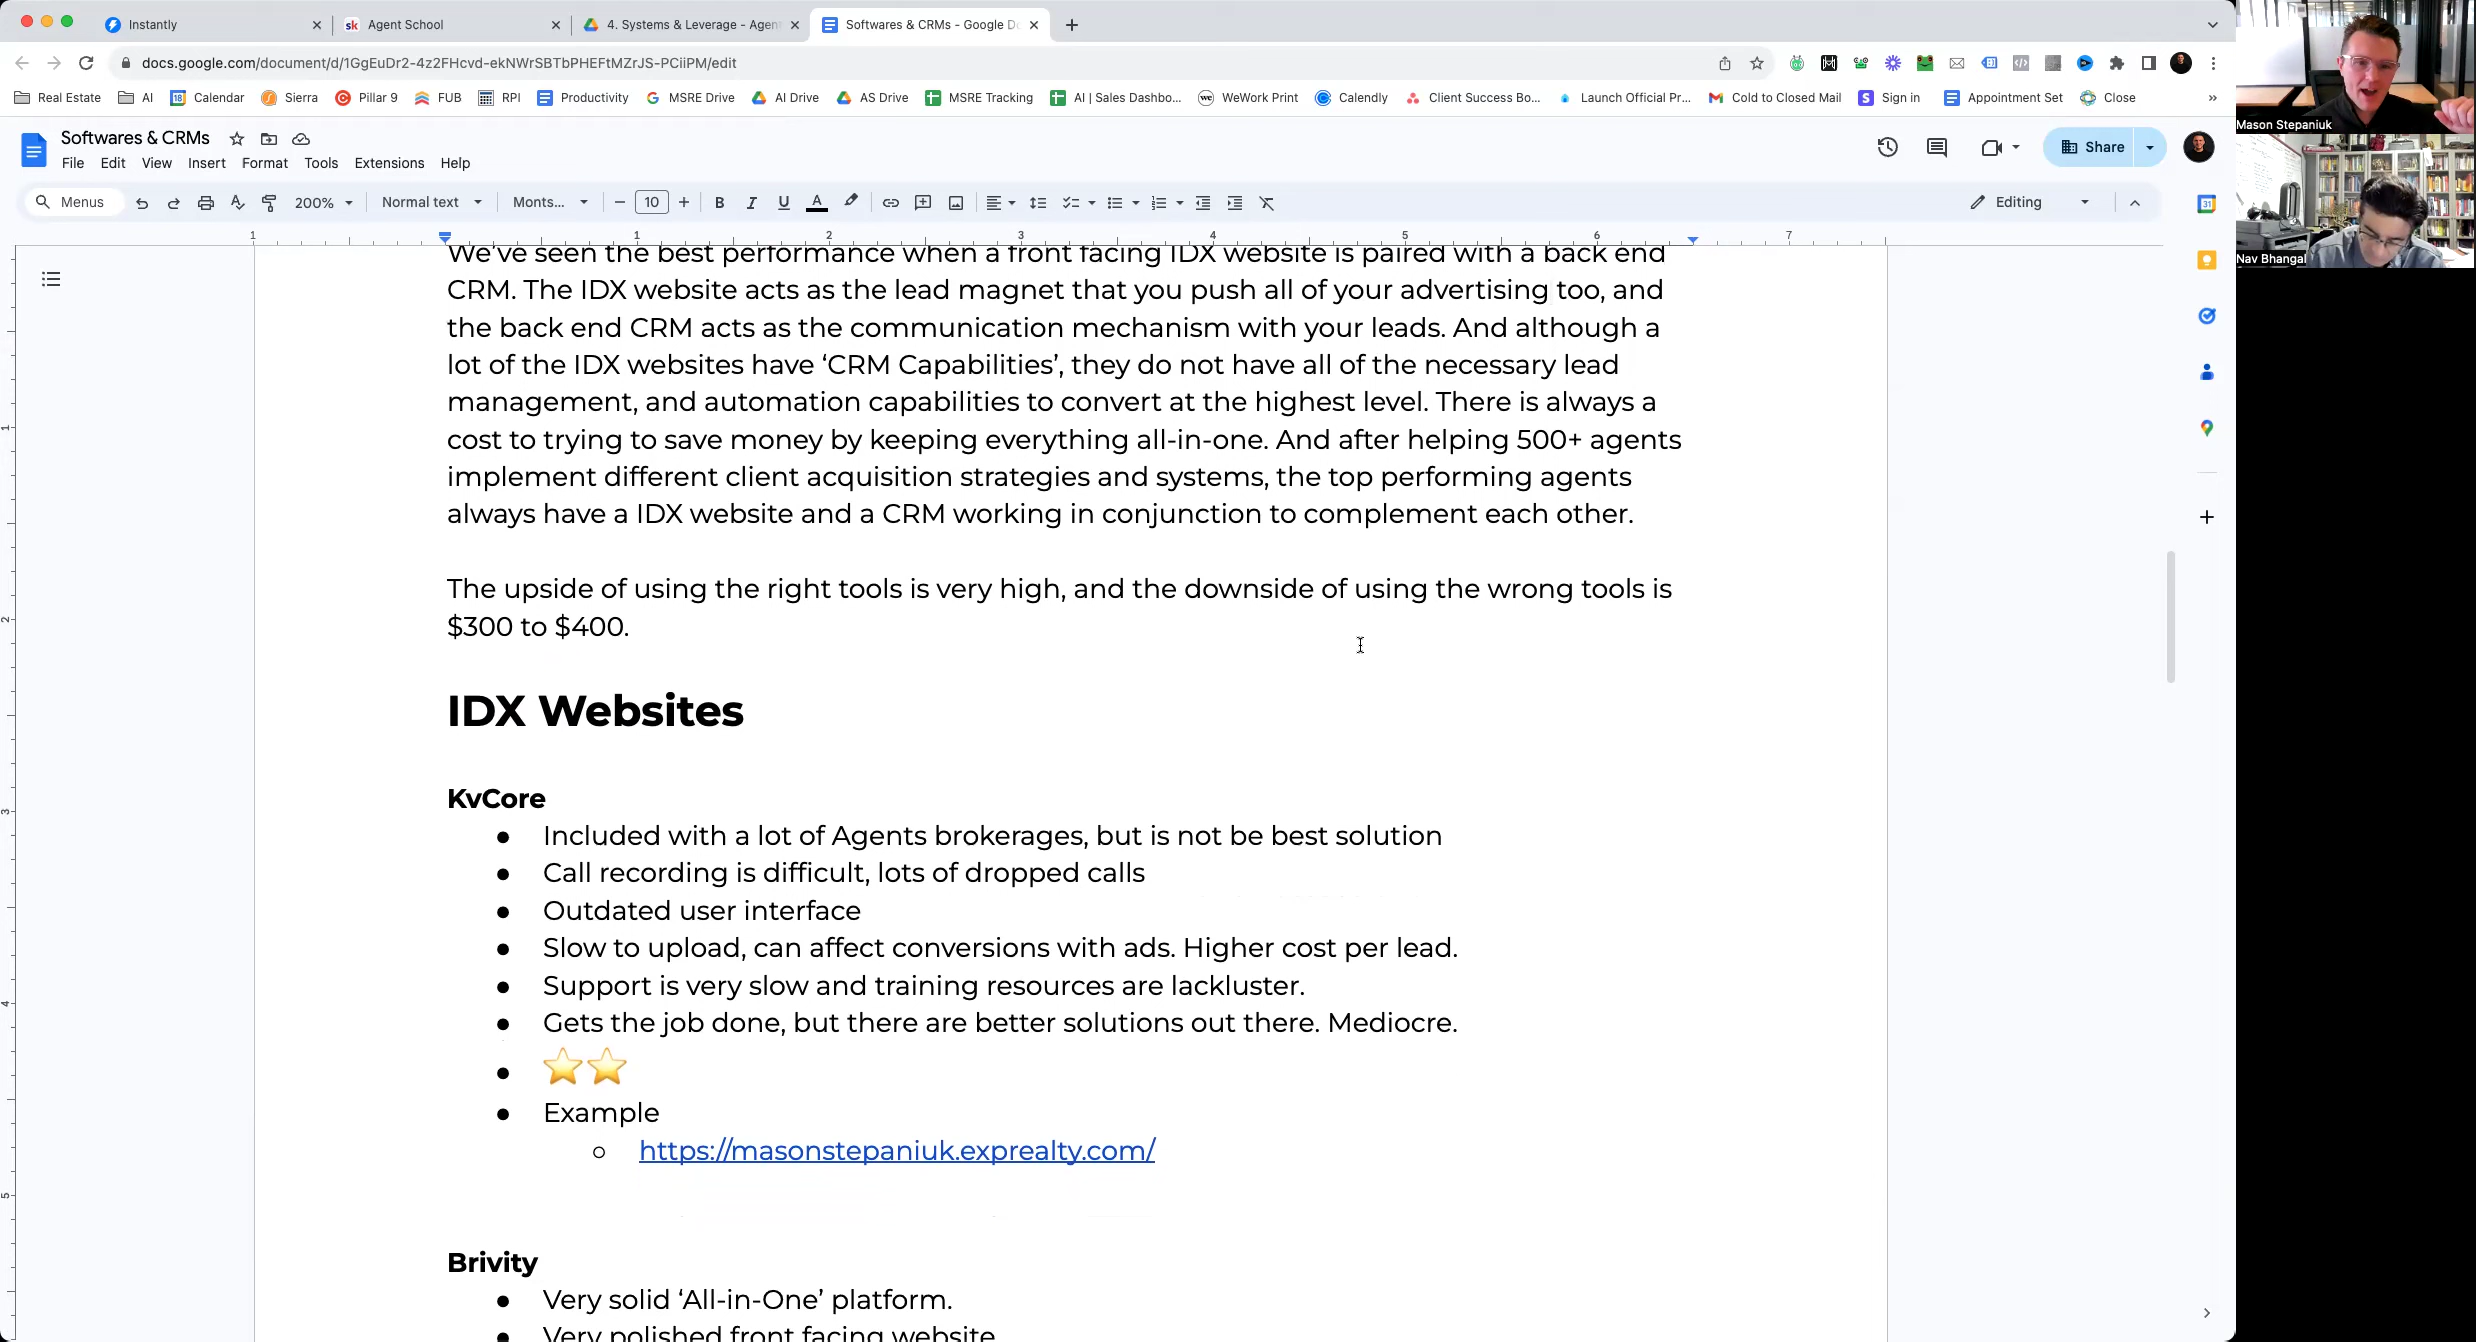 Instantly
Agent School
4. Systems & Leverage - Agen
Softwares & CRMs - Google Do
docs.google.com/document/d/1GgEuDr2-4z2FHcvd-ekNWrSBTbPHEFtMZrJS-PCiiPM/edit
Real Estate
AI
Calendar
Sierra
Pillar 9
FUB
RPI
Productivity
MSRE Drive
AI Drive
AS Drive
MSRE Tracking
AI | Sales Dashbo...
WeWork Print
Calendly
Client Success Bo...
Launch Official Pr...
Cold to Closed Mail
Sign in
Appointment Set
Close
Softwares & CRMs
File Edit View Insert Format Tools Extensions Help
Share
Menus
200%
Normal text
Monts...
10
Editing
1 1 2 3 4 5 6 7
We've seen the best performance when a front facing IDX website is paired with a back end
CRM. The IDX website acts as the lead magnet that you push all of your advertising too, and
the back end CRM acts as the communication mechanism with your leads. And although a
lot of the IDX websites have ‘CRM Capabilities’, they do not have all of the necessary lead
management, and automation capabilities to convert at the highest level. There is always a
cost to trying to save money by keeping everything all-in-one. And after helping 500+ agents
implement different client acquisition strategies and systems, the top performing agents
always have a IDX website and a CRM working in conjunction to complement each other.
The upside of using the right tools is very high, and the downside of using the wrong tools is
$300 to $400.
IDX Websites
KvCore
● Included with a lot of Agents brokerages, but is not be best solution
● Call recording is difficult, lots of dropped calls
● Outdated user interface
● Slow to upload, can affect conversions with ads. Higher cost per lead.
● Support is very slow and training resources are lackluster.
● Gets the job done, but there are better solutions out there. Mediocre.
● ⭐⭐
● Example
○ https://masonstepaniuk.exprealty.com/
Brivity
● Very solid ‘All-in-One’ platform.
● Very polished front facing website
Mason Stepaniuk
Nav Bhangal